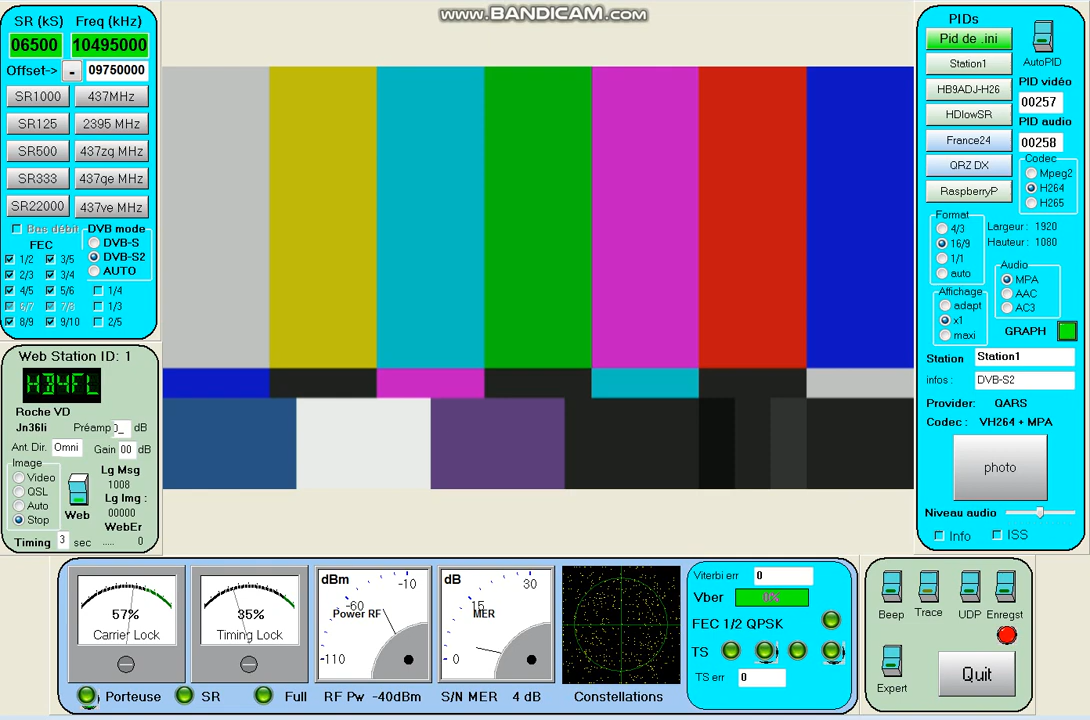 www.BANDICAM.com
SR (kS) Freq (kHz)
06500 10495000
Offset-> - 09750000
SR1000 437MHz
SR125 2395 MHz
SR500 437zq MHz
SR333 437qe MHz
SR22000 437ve MHz
Bus débit DVB mode
FEC DVB-S
1/2 3/5 DVB-S2
2/3 3/4 AUTO
4/5 5/6 1/4
6/7 7/8 1/3
8/9 9/10 2/5
Web Station ID: 1
HB4FL
Roche VD
Jn36li Préamp 0_ dB
Ant. Dir. Omni Gain 00 dB
Image
Video
QSL
Auto
Stop
Web
Lg Msg
1008
Lg Img :
00000
WebEr
Timing 3 sec ..... 0
PIDs
Pid de .ini
Station1
HB9ADJ-H26
HDlowSR
France24
QRZ DX
RaspberryP
AutoPID
PID vidéo
00257
PID audio
00258
Codec
Mpeg2
H264
H265
Format
4/3
16/9
1/1
auto
Largeur : 1920
Hauteur : 1080
Audio
MPA
AAC
AC3
Affichage
adapt
x1
maxi
GRAPH
Station Station1
infos : DVB-S2
Provider: QARS
Codec : VH264 + MPA
photo
Niveau audio
Info ISS
57%
Carrier Lock
35%
Timing Lock
dBm
-10
-60
Power RF
-110
dB
30
15
MER
0
Porteuse SR Full RF Pw -40dBm S/N MER 4 dB Constellations
Viterbi err 0
Vber 0%
FEC 1/2 QPSK
TS
TS err 0
Beep Trace UDP Enregst
Expert
Quit